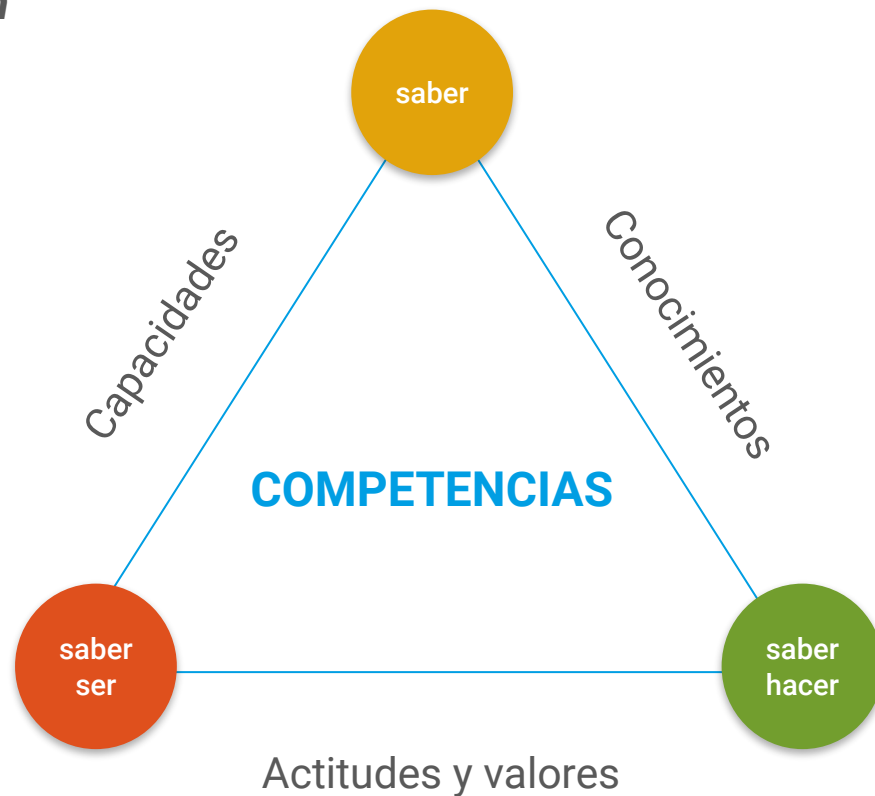 saber
Capacidades
Conocimientos
COMPETENCIAS
saber
ser
saber
hacer
Actitudes y valores